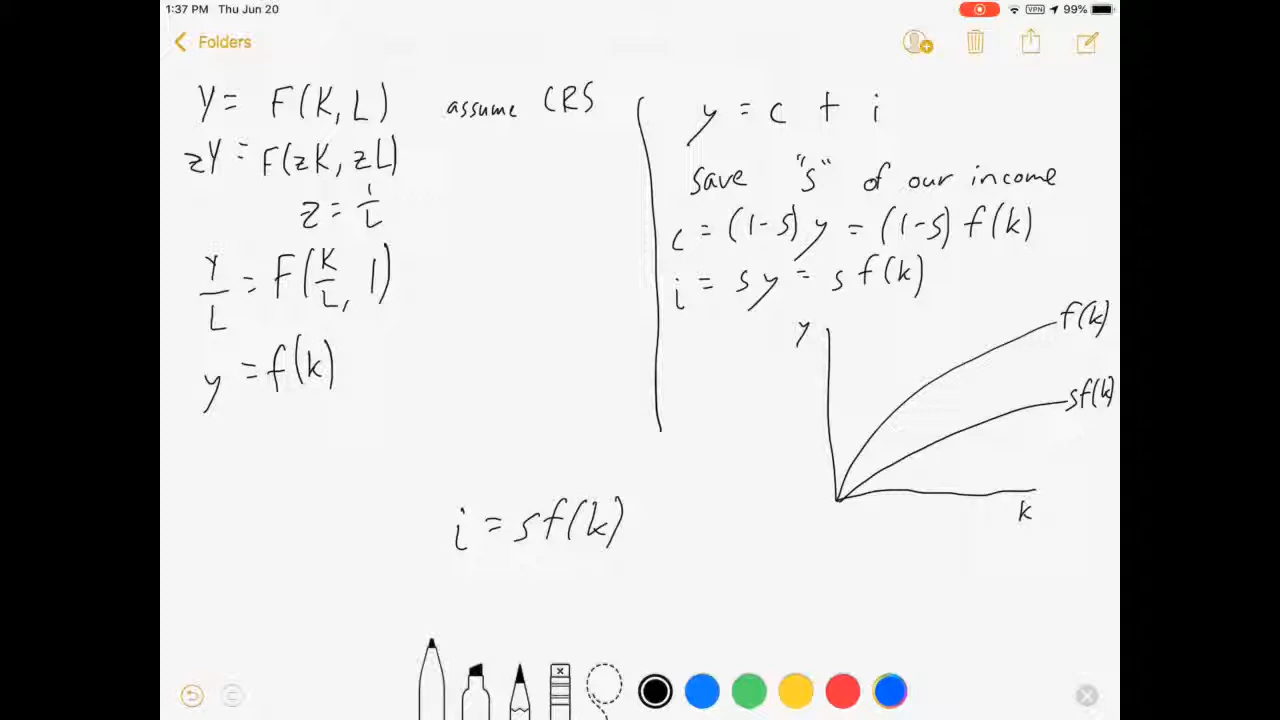 1:37 PM Thu Jun 20
VPN 99%
Folders
Y = F(K, L) assume CRS
zY = F(zK, zL)
z = 1/L
Y/L = F(K/L, 1)
y = f(k)
y = c + i
save "s" of our income
c = (1-s)y = (1-s) f(k)
i = sy = s f(k)
y
f(k)
sf(k)
k
i = sf(k)